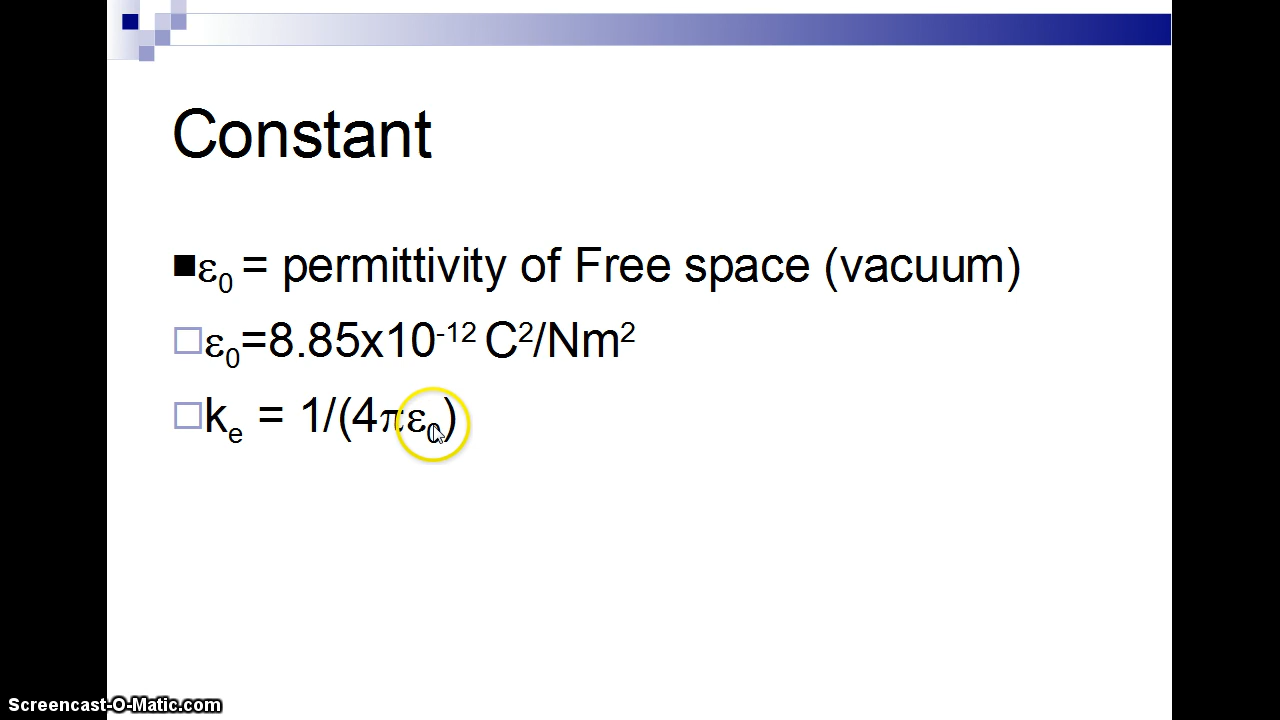 Constant
ε₀ = permittivity of Free space (vacuum)
ε₀=8.85x10⁻¹² C²/Nm²
kₑ = 1/(4πε₀)
Screencast-O-Matic.com